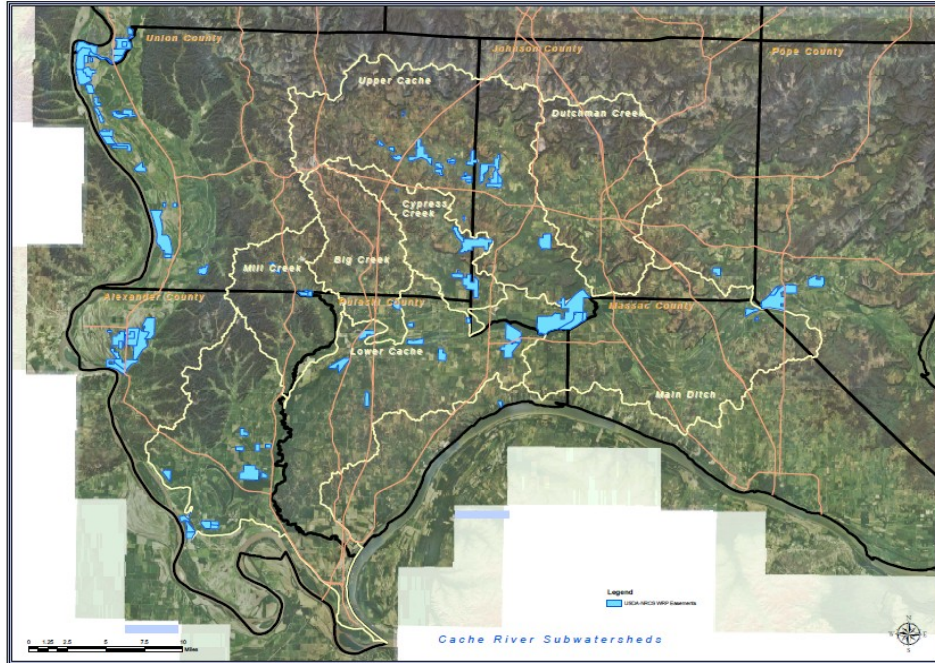 Union County
Johnson County
Pope County
Upper Cache
Dutchman Creek
Cypress
Creek
Big Creek
Mill Creek
Alexander County
Pulaski County
Massac County
Lower Cache
Main Ditch
Legend
USDA-NRCS WRP Easements
0 1.25 2.5 5 7.5 10
Miles
Cache River Subwatersheds
N
W E
S